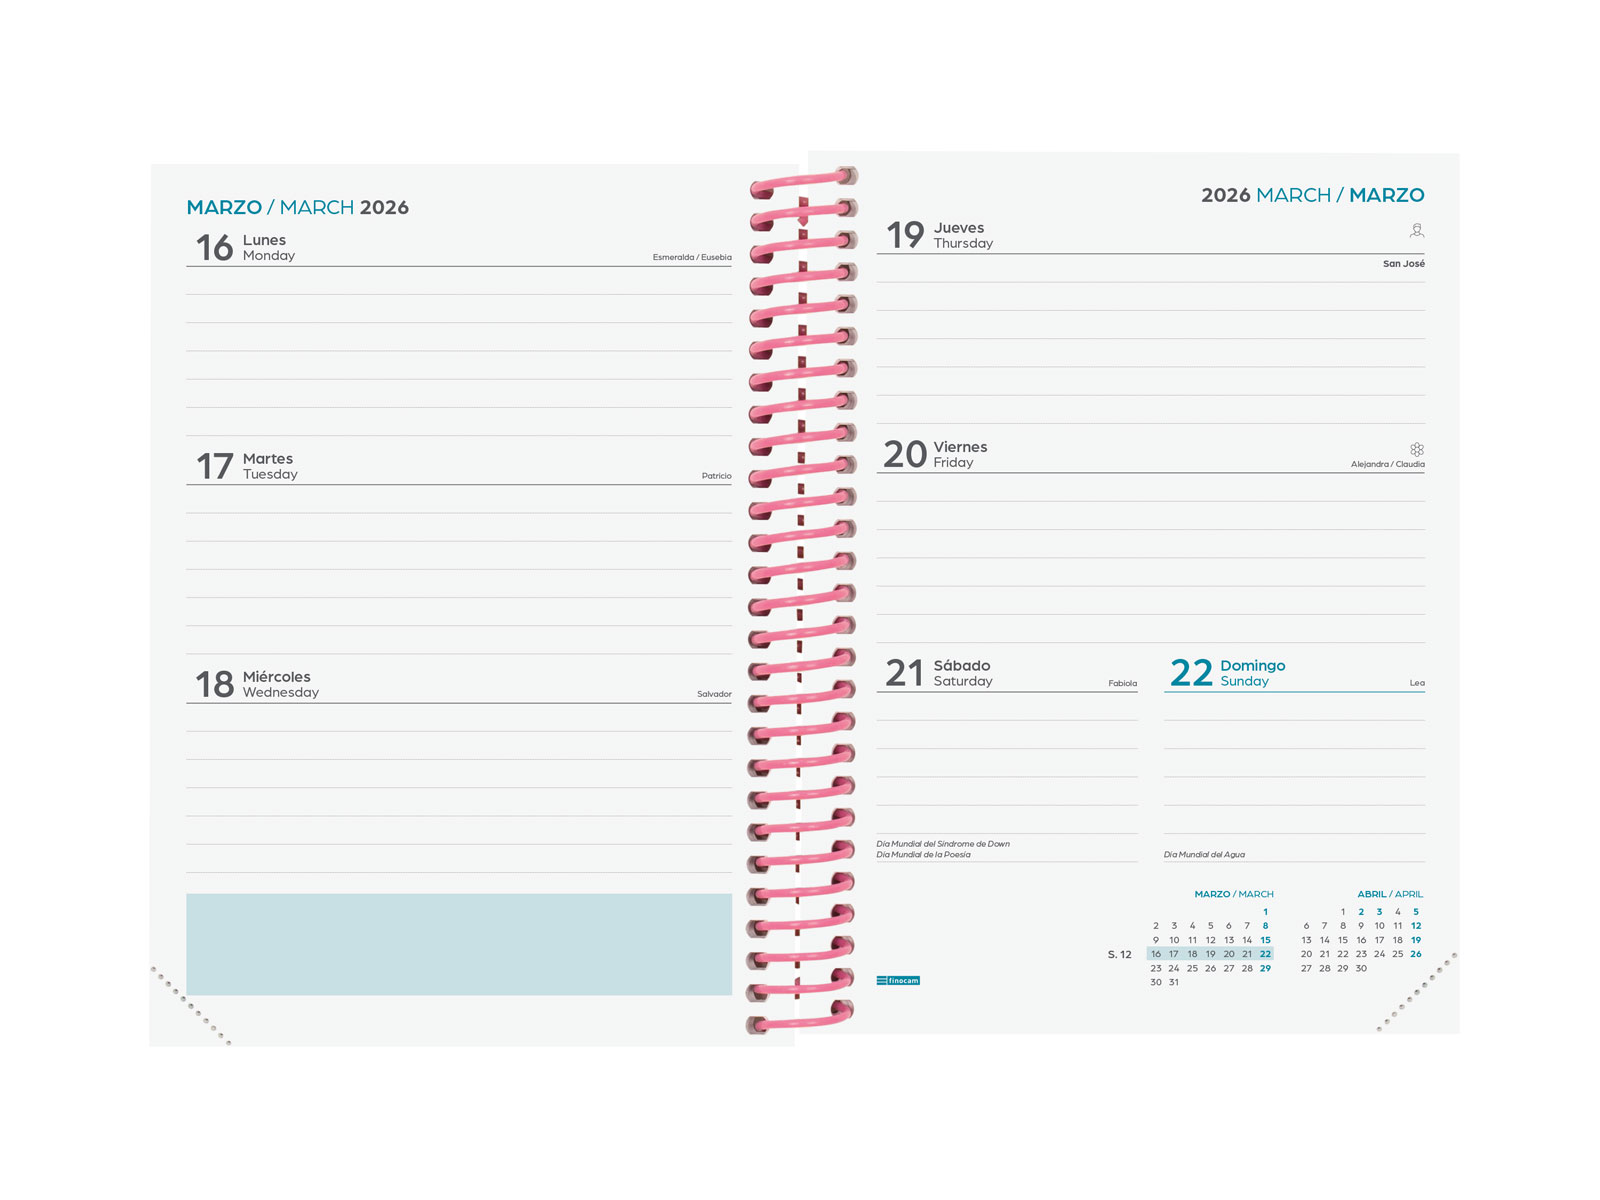 MARZO / MARCH 2026
16 Lunes
Monday
Esmeralda / Eusebia
17 Martes
Tuesday
Patricio
18 Miércoles
Wednesday
Salvador
2026 MARCH / MARZO
19 Jueves
Thursday
San José
20 Viernes
Friday
Alejandra / Claudia
21 Sábado
Saturday
Fabiola
22 Domingo
Sunday
Lea
Día Mundial del Síndrome de Down
Día Mundial de la Poesía
Día Mundial del Agua
MARZO / MARCH
1
2 3 4 5 6 7 8
9 10 11 12 13 14 15
S. 12 16 17 18 19 20 21 22
23 24 25 26 27 28 29
30 31
ABRIL / APRIL
1 2 3 4 5
6 7 8 9 10 11 12
13 14 15 16 17 18 19
20 21 22 23 24 25 26
27 28 29 30
finocam